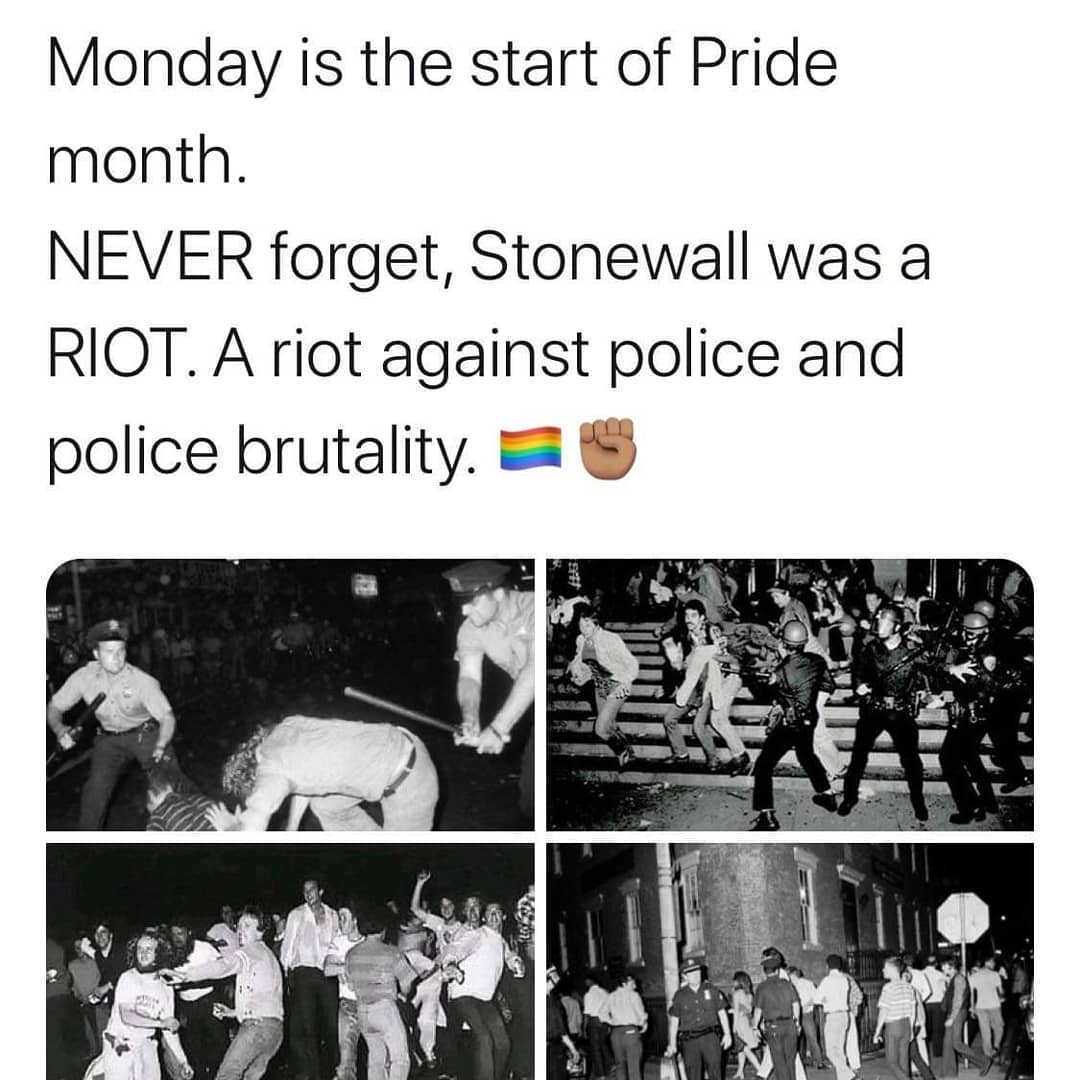 Monday is the start of Pride
month.
NEVER forget, Stonewall was a
RIOT. A riot against police and
police brutality. 🏳️‍🌈✊🏽